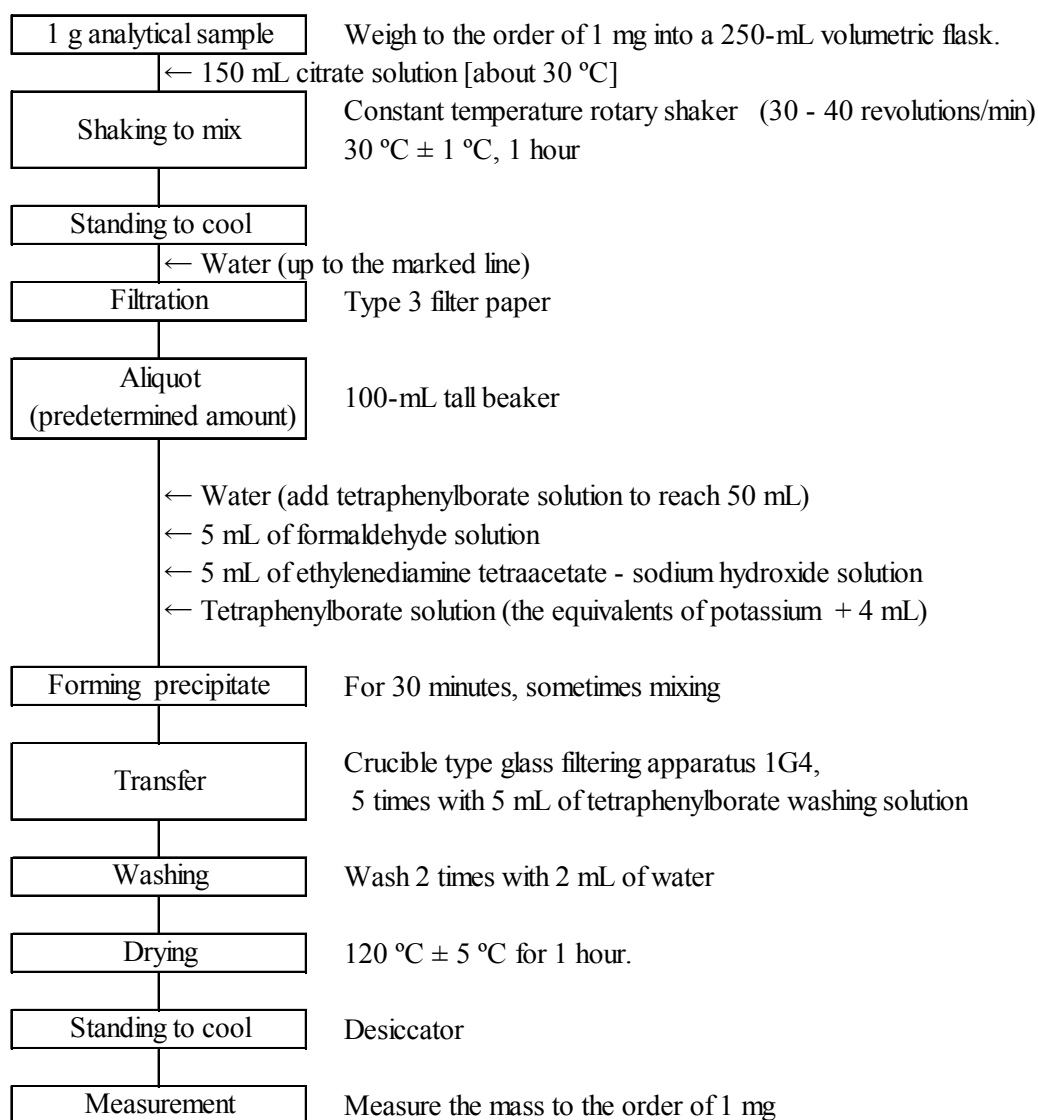 1 g analytical sample
Weigh to the order of 1 mg into a 250-mL volumetric flask.
← 150 mL citrate solution [about 30 ºC]
Shaking to mix
Constant temperature rotary shaker (30 - 40 revolutions/min)
30 ºC ± 1 ºC, 1 hour
Standing to cool
← Water (up to the marked line)
Filtration
Type 3 filter paper
Aliquot
(predetermined amount)
100-mL tall beaker
← Water (add tetraphenylborate solution to reach 50 mL)
← 5 mL of formaldehyde solution
← 5 mL of ethylenediamine tetraacetate - sodium hydroxide solution
← Tetraphenylborate solution (the equivalents of potassium + 4 mL)
Forming precipitate
For 30 minutes, sometimes mixing
Transfer
Crucible type glass filtering apparatus 1G4,
5 times with 5 mL of tetraphenylborate washing solution
Washing
Wash 2 times with 2 mL of water
Drying
120 ºC ± 5 ºC for 1 hour.
Standing to cool
Desiccator
Measurement
Measure the mass to the order of 1 mg